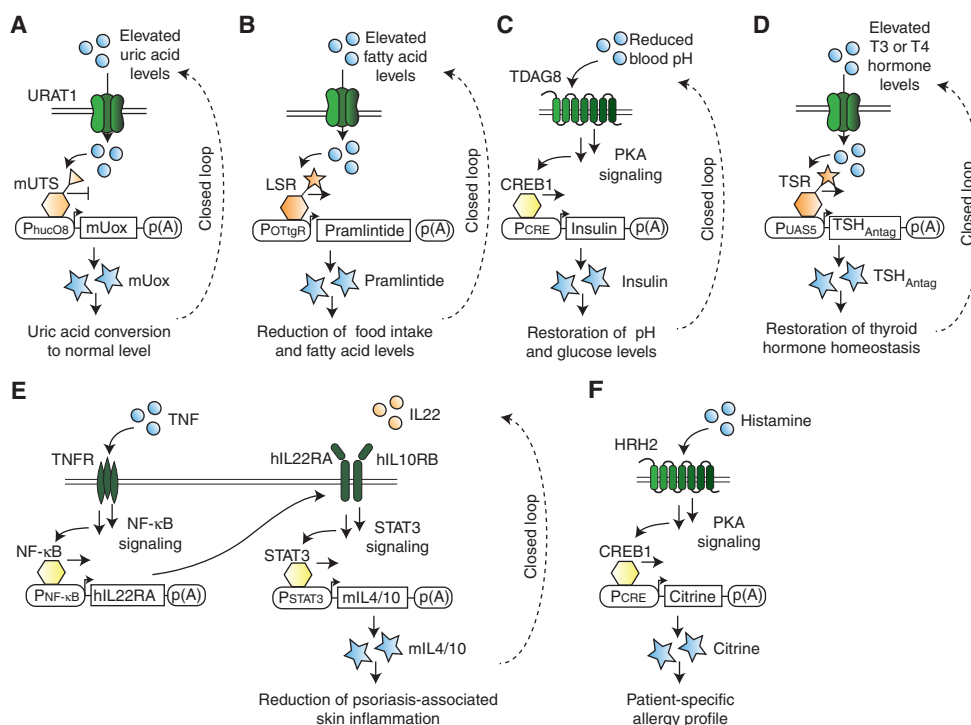 A
Elevated
uric acid
levels
URAT1
mUTS
PhucO8
mUox
p(A)
mUox
Uric acid conversion
to normal level
Closed loop
B
Elevated
fatty acid
levels
LSR
POTtgR
Pramlintide
p(A)
Pramlintide
Reduction of food intake
and fatty acid levels
Closed loop
C
Reduced
blood pH
TDAG8
PKA
signaling
CREB1
PCRE
Insulin
p(A)
Insulin
Restoration of pH
and glucose levels
Closed loop
D
Elevated
T3 or T4
hormone
levels
TSR
PUAS5
TSHAntag
p(A)
TSHAntag
Restoration of thyroid
hormone homeostasis
Closed loop
E
TNF
TNFR
NF-κB
signaling
NF-κB
PNF-κB
hIL22RA
p(A)
IL22
hIL22RA
hIL10RB
STAT3
signaling
STAT3
PSTAT3
mIL4/10
p(A)
mIL4/10
Reduction of psoriasis-associated
skin inflammation
Closed loop
F
Histamine
HRH2
PKA
signaling
CREB1
PCRE
Citrine
p(A)
Citrine
Patient-specific
allergy profile